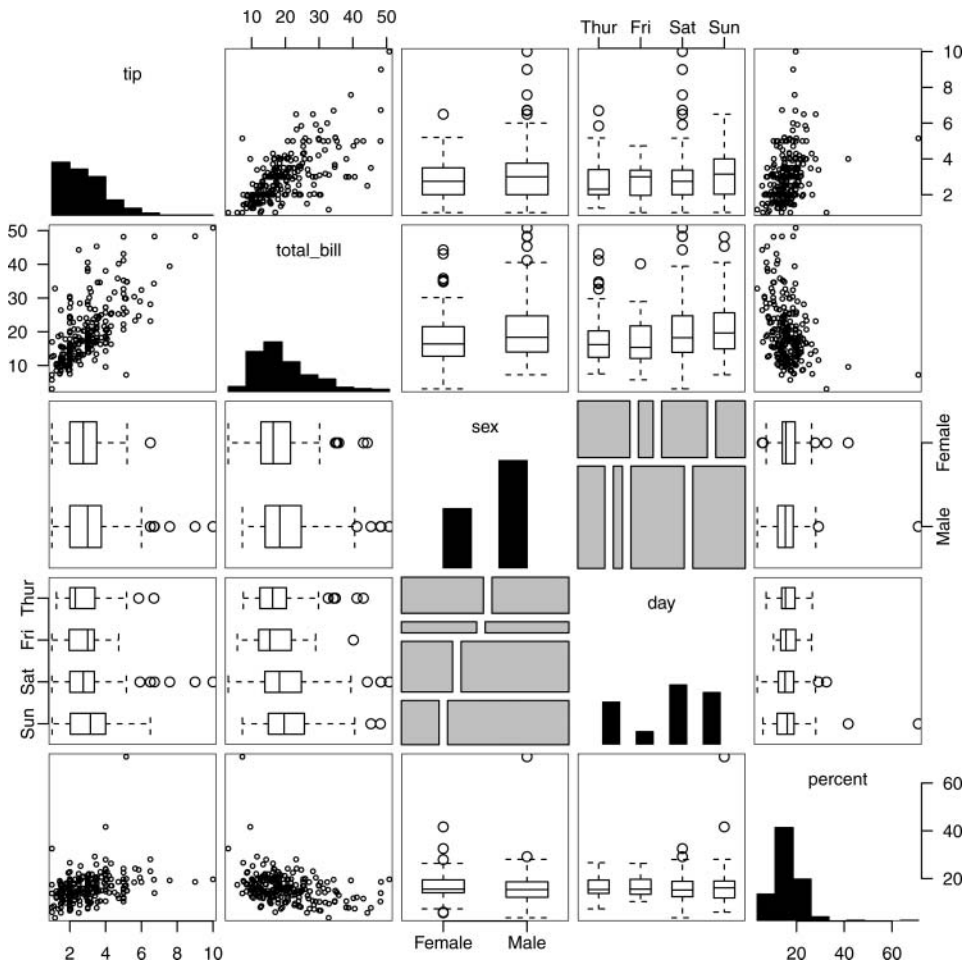 10 20 30 40 50
Thur Fri Sat Sun
tip
10
8
6
4
2
50
40
30
20
10
total_bill
sex
Female
Male
Thur
Fri
Sat
Sun
day
percent
60
40
20
2 4 6 8 10
Female Male
20 40 60